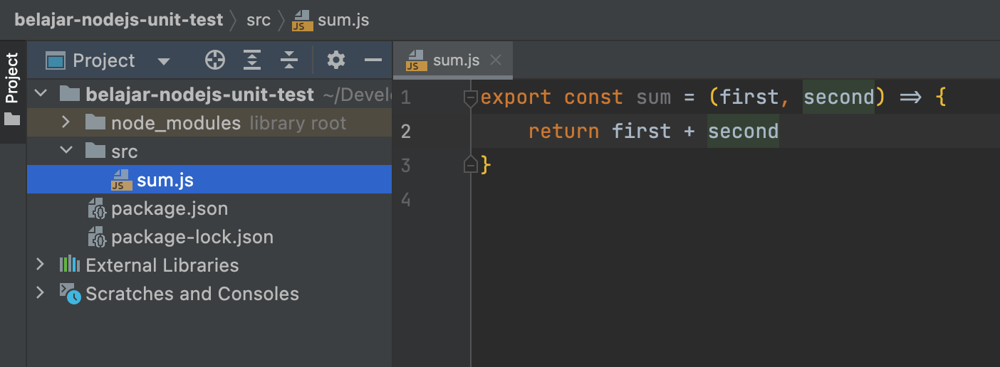 belajar-nodejs-unit-test src sum.js
Project
Project
sum.js
belajar-nodejs-unit-test ~/Develo
node_modules library root
src
sum.js
package.json
package-lock.json
External Libraries
Scratches and Consoles
1 export const sum = (first, second) => {
2 return first + second
3 }
4